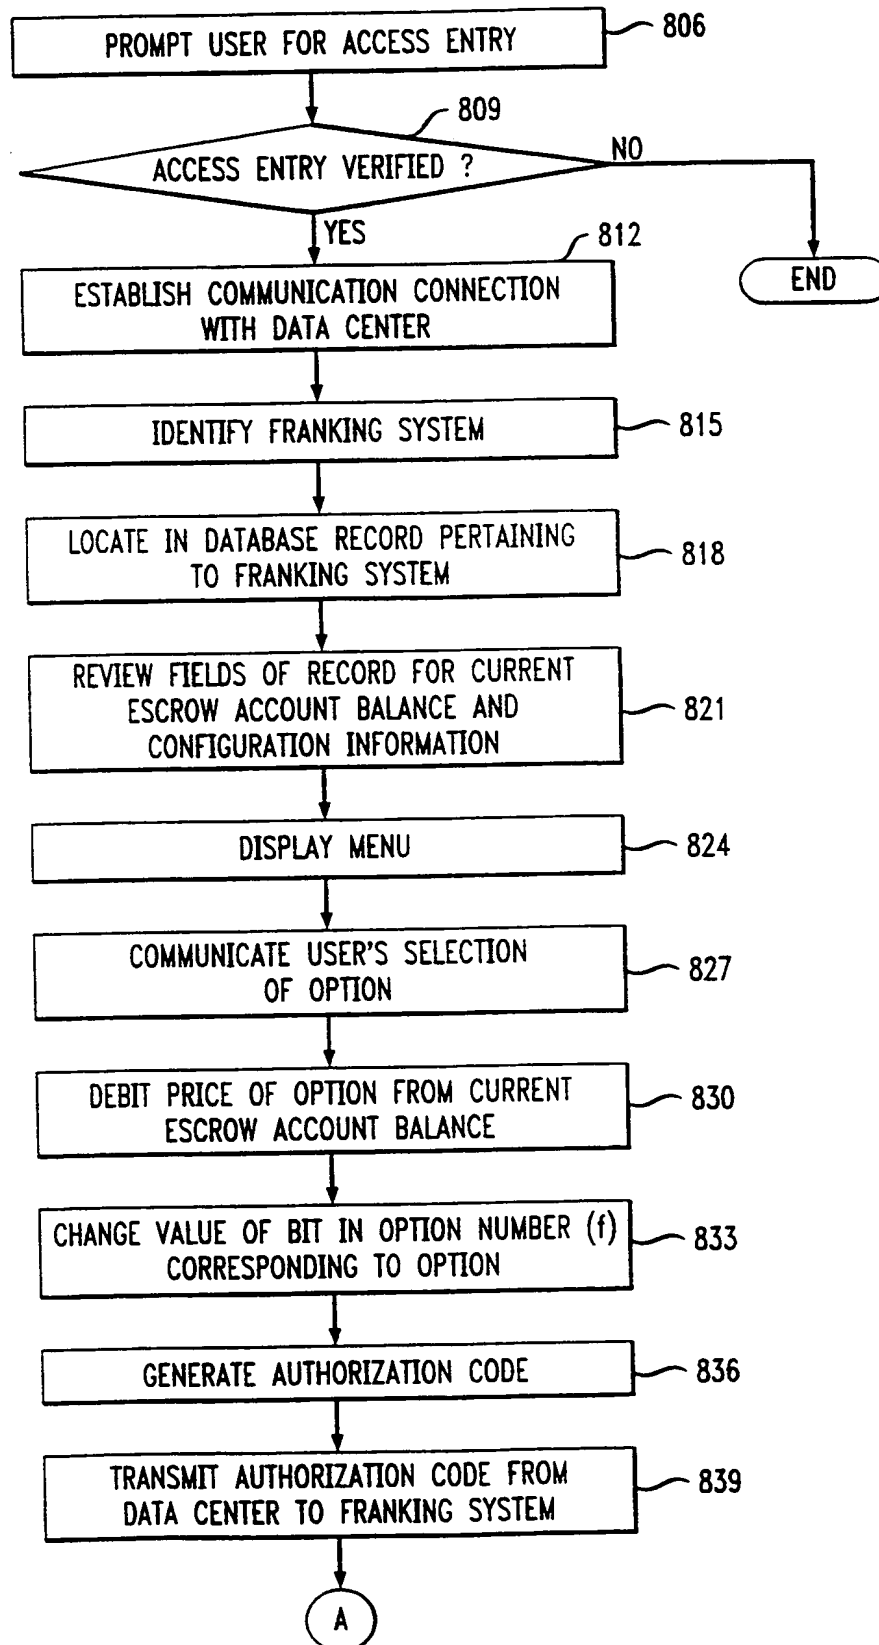 PROMPT USER FOR ACCESS ENTRY
806
809
ACCESS ENTRY VERIFIED ?
NO
YES
END
812
ESTABLISH COMMUNICATION CONNECTION
WITH DATA CENTER
IDENTIFY FRANKING SYSTEM
815
LOCATE IN DATABASE RECORD PERTAINING
TO FRANKING SYSTEM
818
REVIEW FIELDS OF RECORD FOR CURRENT
ESCROW ACCOUNT BALANCE AND
CONFIGURATION INFORMATION
821
DISPLAY MENU
824
COMMUNICATE USER'S SELECTION
OF OPTION
827
DEBIT PRICE OF OPTION FROM CURRENT
ESCROW ACCOUNT BALANCE
830
CHANGE VALUE OF BIT IN OPTION NUMBER (f)
CORRESPONDING TO OPTION
833
GENERATE AUTHORIZATION CODE
836
TRANSMIT AUTHORIZATION CODE FROM
DATA CENTER TO FRANKING SYSTEM
839
A